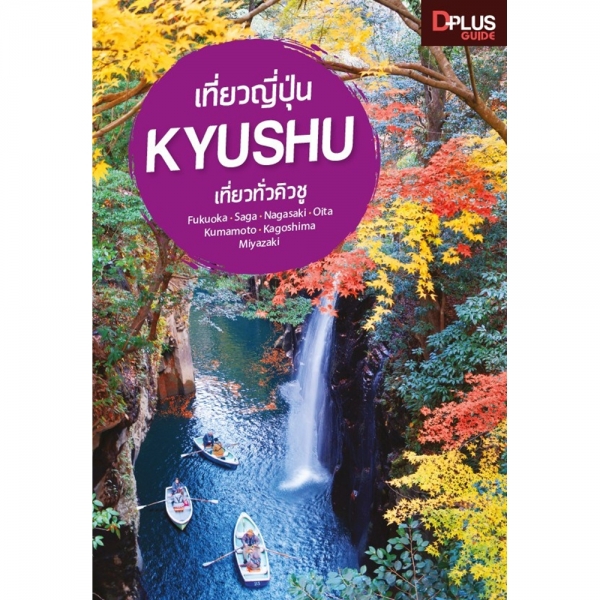 DPLUS
GUIDE
เที่ยวญี่ปุ่น
KYUSHU
เที่ยวทั่วคิวชู
Fukuoka · Saga · Nagasaki · Oita
Kumamoto · Kagoshima
Miyazaki